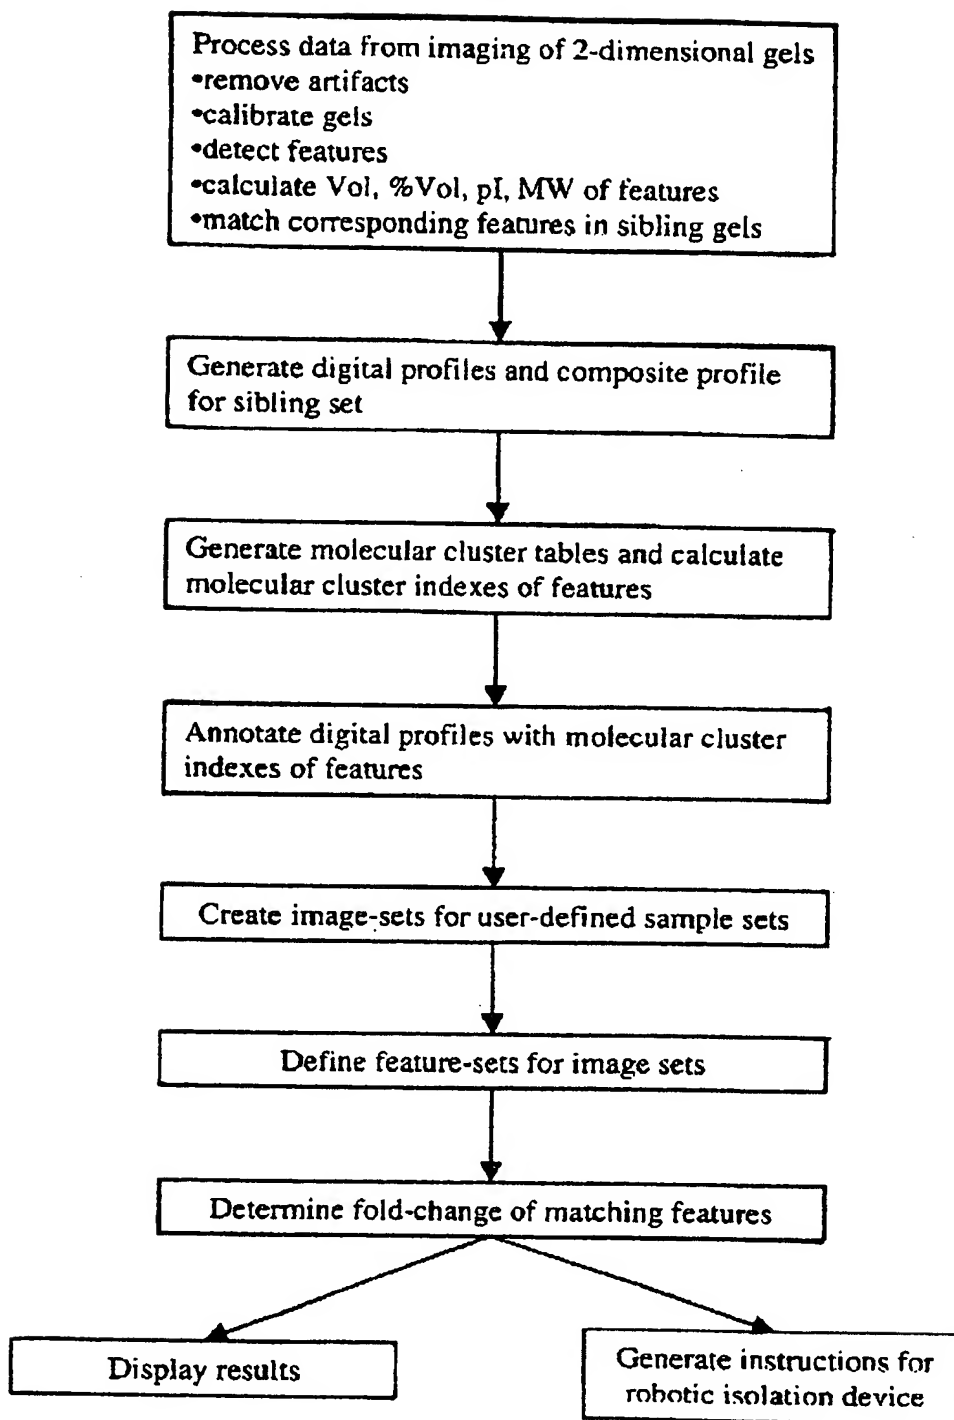 Process data from imaging of 2-dimensional gels
•remove artifacts
•calibrate gels
•detect features
•calculate Vol, %Vol, pI, MW of features
•match corresponding features in sibling gels
Generate digital profiles and composite profile
for sibling set
Generate molecular cluster tables and calculate
molecular cluster indexes of features
Annotate digital profiles with molecular cluster
indexes of features
Create image-sets for user-defined sample sets
Define feature-sets for image sets
Determine fold-change of matching features
Display results
Generate instructions for
robotic isolation device